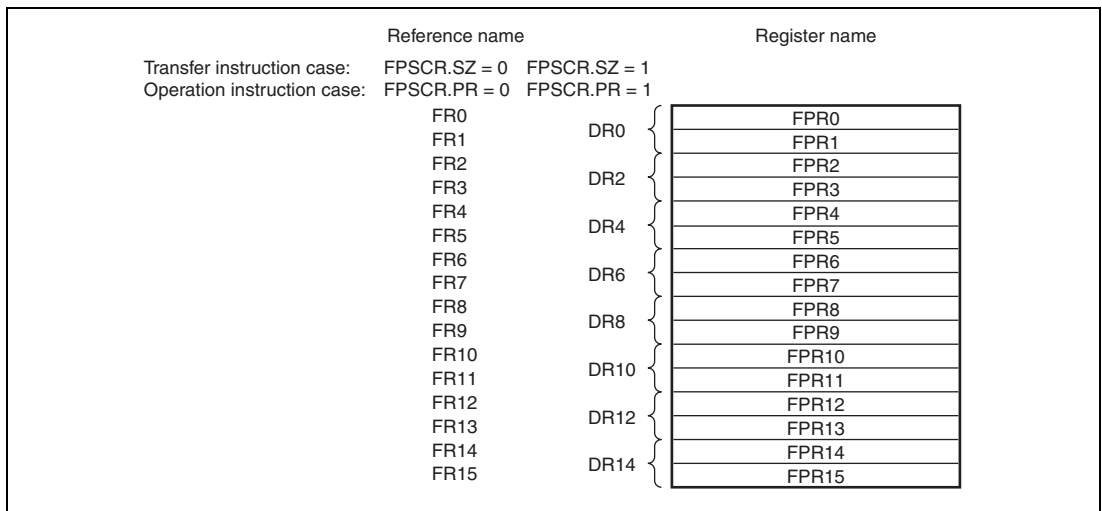 Reference name Register name
Transfer instruction case: FPSCR.SZ = 0 FPSCR.SZ = 1
Operation instruction case: FPSCR.PR = 0 FPSCR.PR = 1
FR0 FPR0
DR0
FR1 FPR1
FR2 FPR2
DR2
FR3 FPR3
FR4 FPR4
DR4
FR5 FPR5
FR6 FPR6
DR6
FR7 FPR7
FR8 FPR8
DR8
FR9 FPR9
FR10 FPR10
DR10
FR11 FPR11
FR12 FPR12
DR12
FR13 FPR13
FR14 FPR14
DR14
FR15 FPR15